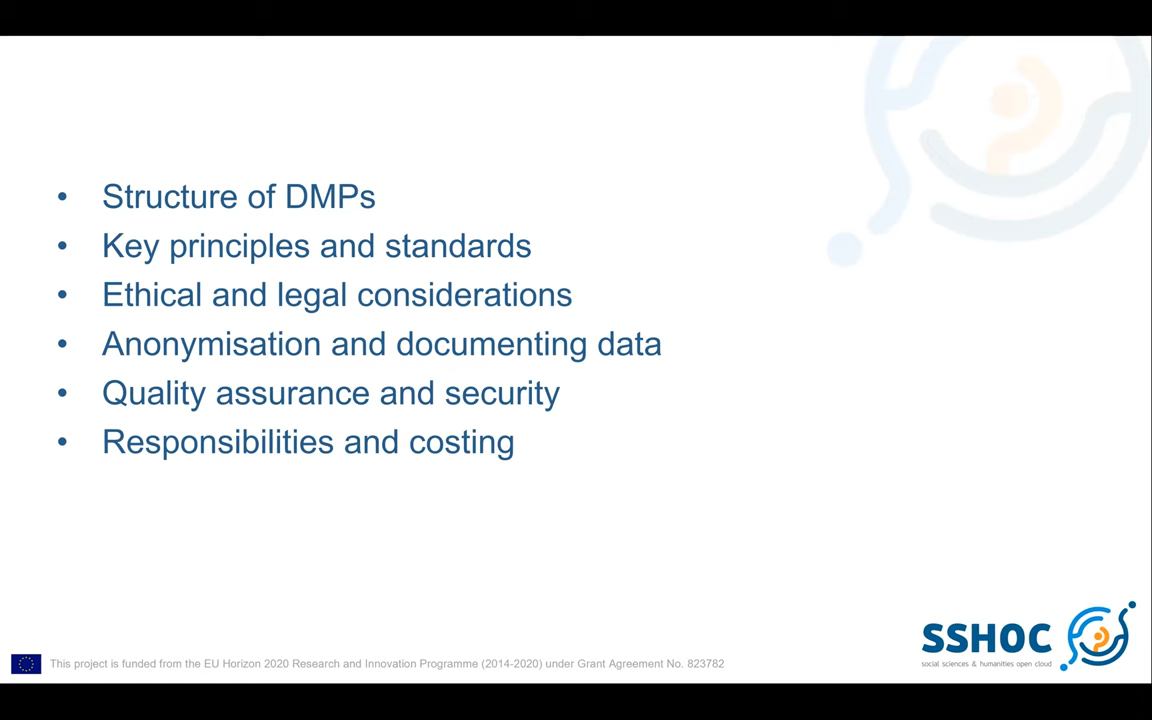 • Structure of DMPs
• Key principles and standards
• Ethical and legal considerations
• Anonymisation and documenting data
• Quality assurance and security
• Responsibilities and costing
SSHOC
social sciences & humanities open cloud
This project is funded from the EU Horizon 2020 Research and Innovation Programme (2014-2020) under Grant Agreement No. 823782